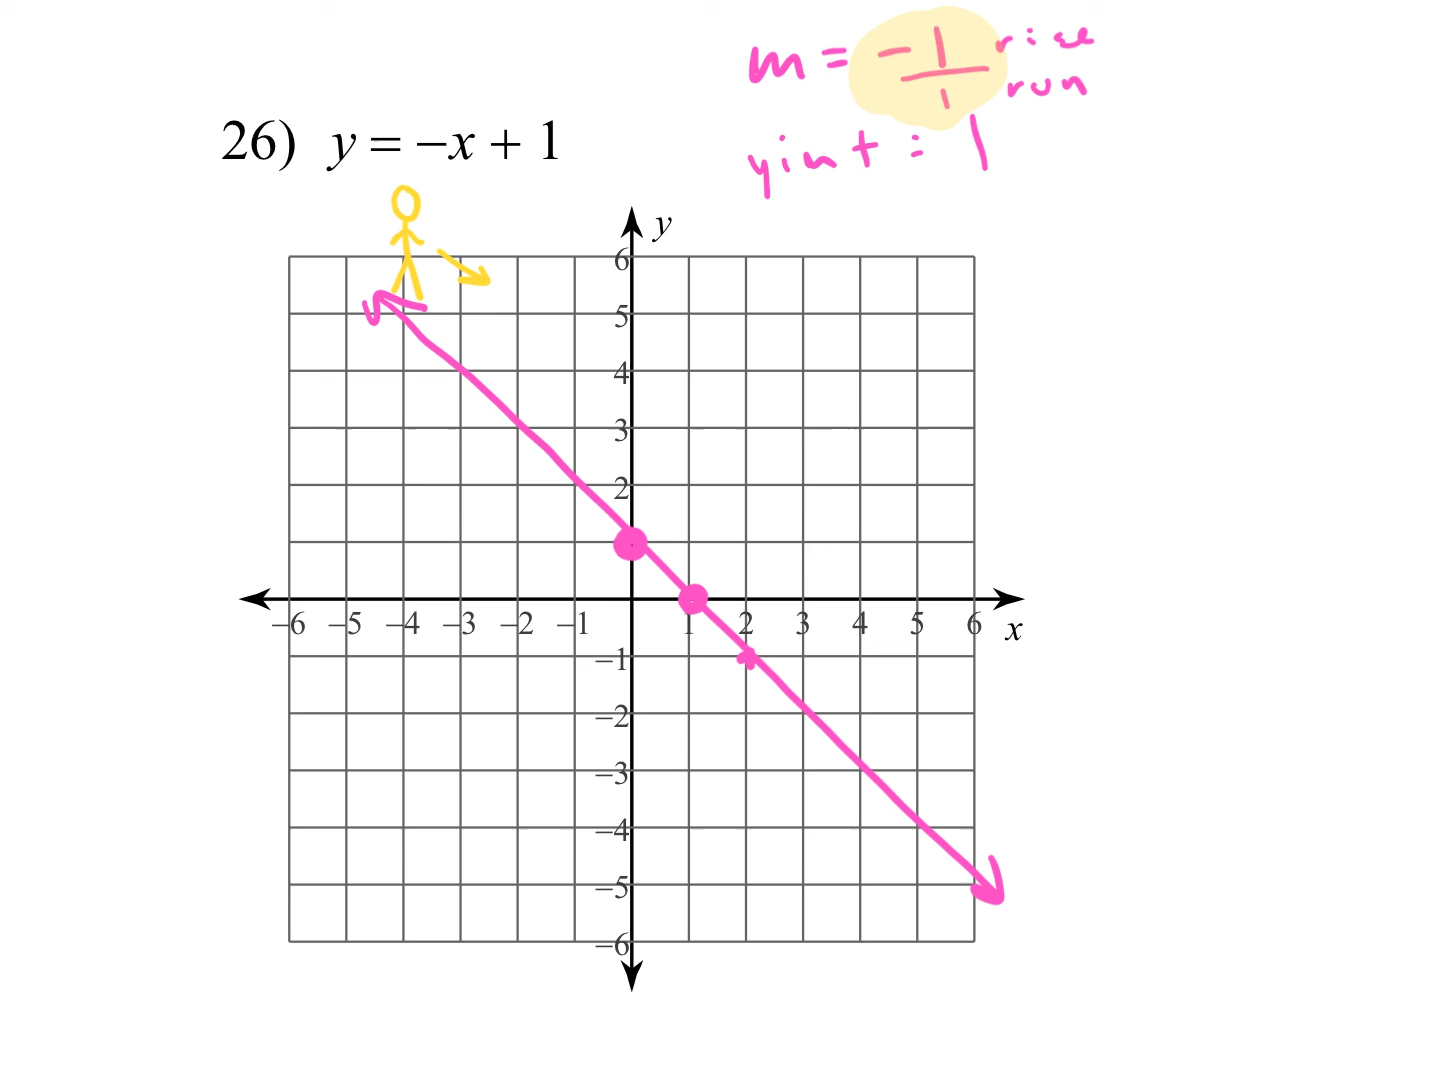 m = -1/1 rise
run
26) y = −x + 1
yint = 1
y
6
5
4
3
2
−6 −5 −4 −3 −2 −1 1 2 3 4 5 6 x
−1
−2
−3
−4
−5
−6